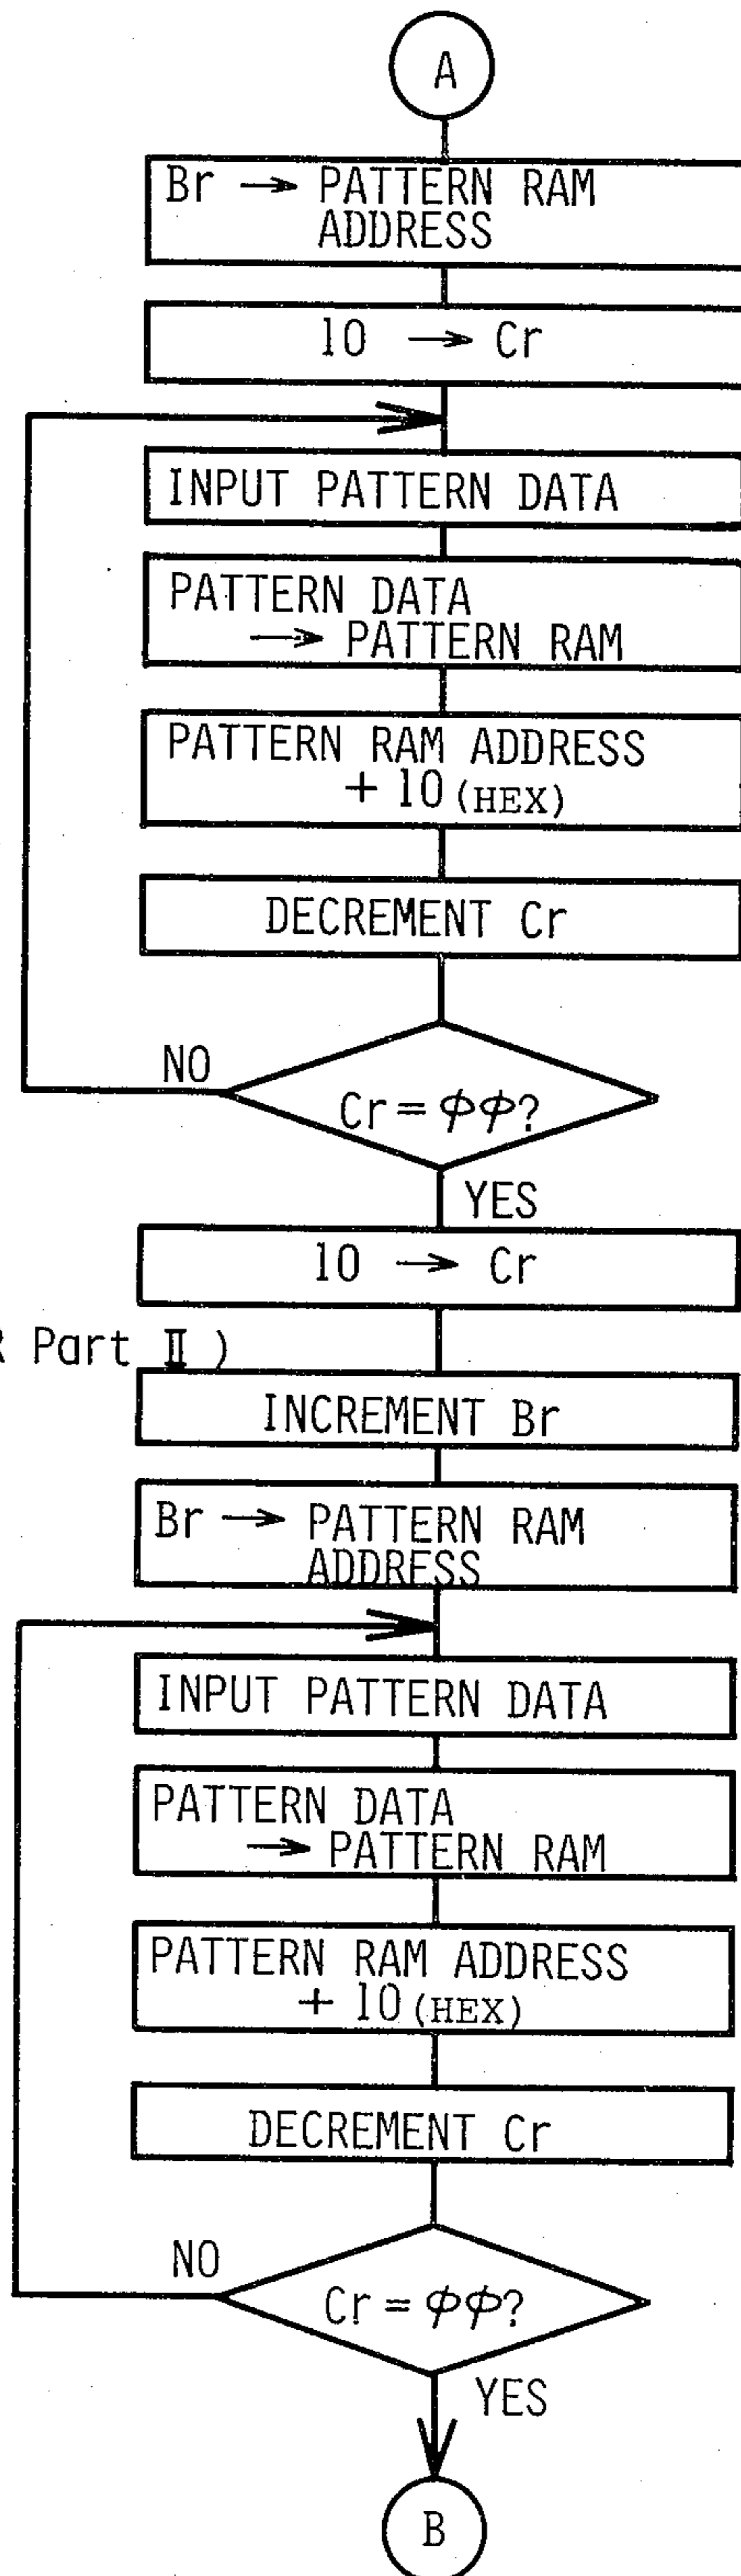 A
Br → PATTERN RAM
ADDRESS
10 → Cr
INPUT PATTERN DATA
PATTERN DATA
→ PATTERN RAM
PATTERN RAM ADDRESS
+ 10 (HEX)
DECREMENT Cr
NO
Cr = ϕϕ?
YES
10 → Cr
R Part II )
INCREMENT Br
Br → PATTERN RAM
ADDRESS
INPUT PATTERN DATA
PATTERN DATA
→ PATTERN RAM
PATTERN RAM ADDRESS
+ 10 (HEX)
DECREMENT Cr
NO
Cr = ϕϕ?
YES
B